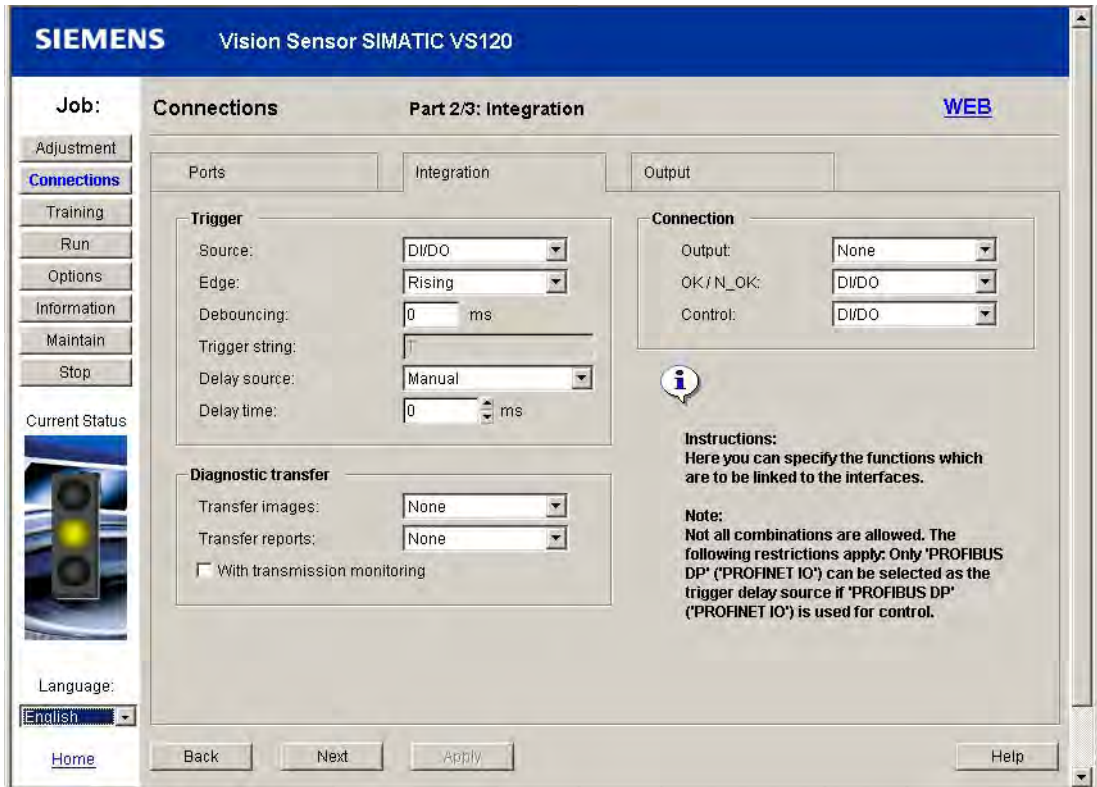 SIEMENS Vision Sensor SIMATIC VS120
Job:
Connections Part 2/3: Integration WEB
Adjustment
Connections
Training
Run
Options
Information
Maintain
Stop
Current Status
Language:
English
Home
Ports Integration Output
Trigger
Source: DI/DO
Edge: Rising
Debouncing: 0 ms
Trigger string: T
Delay source: Manual
Delay time: 0 ms
Diagnostic transfer
Transfer images: None
Transfer reports: None
With transmission monitoring
Connection
Output: None
OK / N_OK: DI/DO
Control: DI/DO
Instructions:
Here you can specify the functions which
are to be linked to the interfaces.
Note:
Not all combinations are allowed. The
following restrictions apply: Only 'PROFIBUS
DP' ('PROFINET IO') can be selected as the
trigger delay source if 'PROFIBUS DP'
('PROFINET IO') is used for control.
Back Next Apply Help